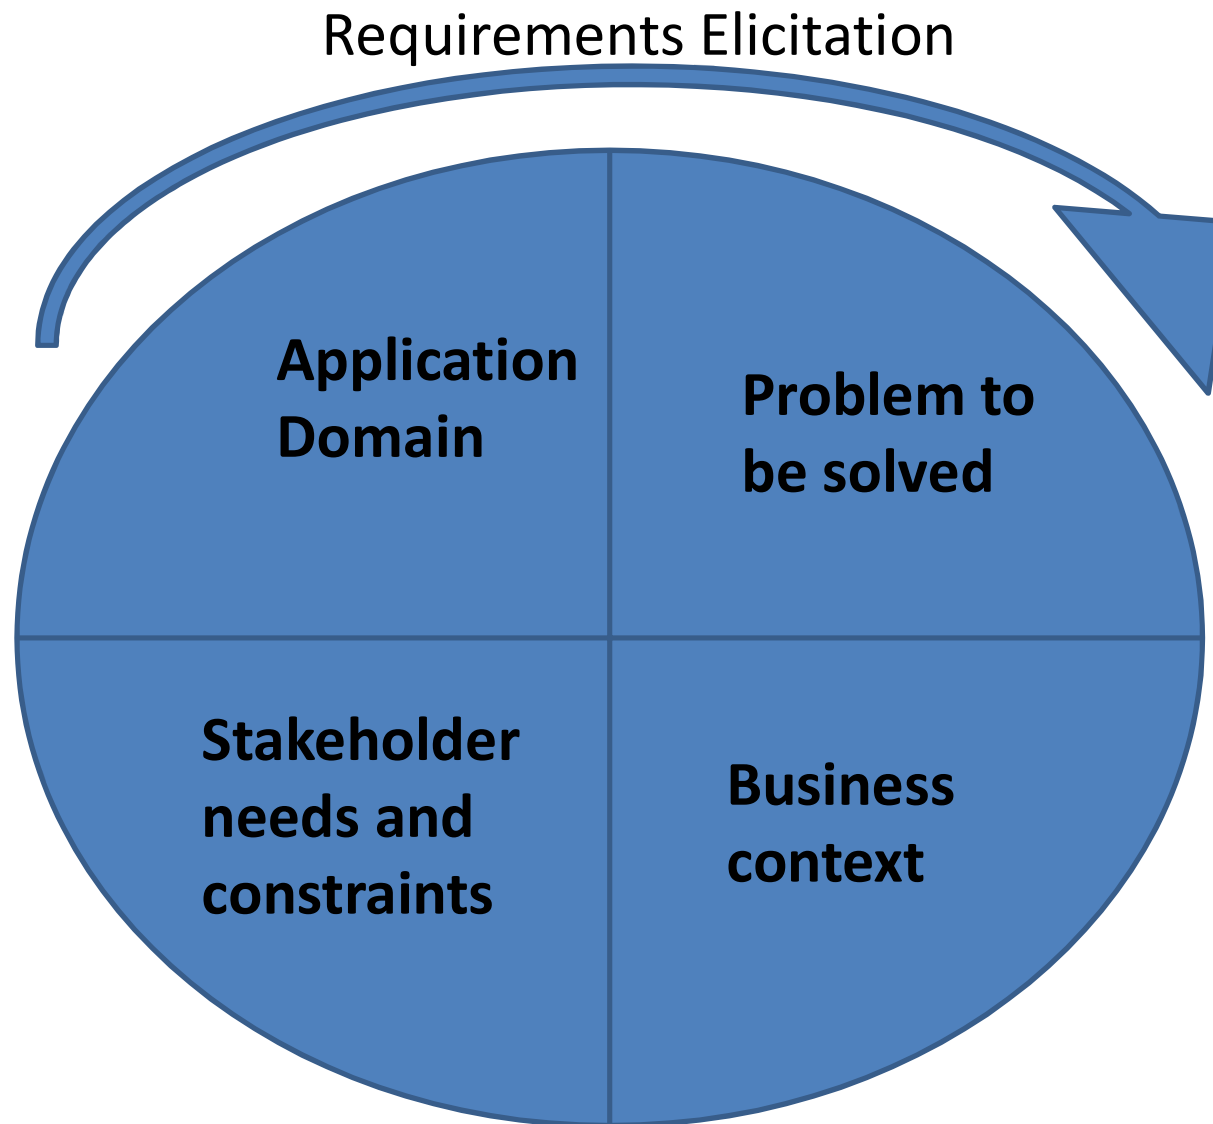 Requirements Elicitation
Application
Domain
Problem to
be solved
Stakeholder
needs and
constraints
Business
context